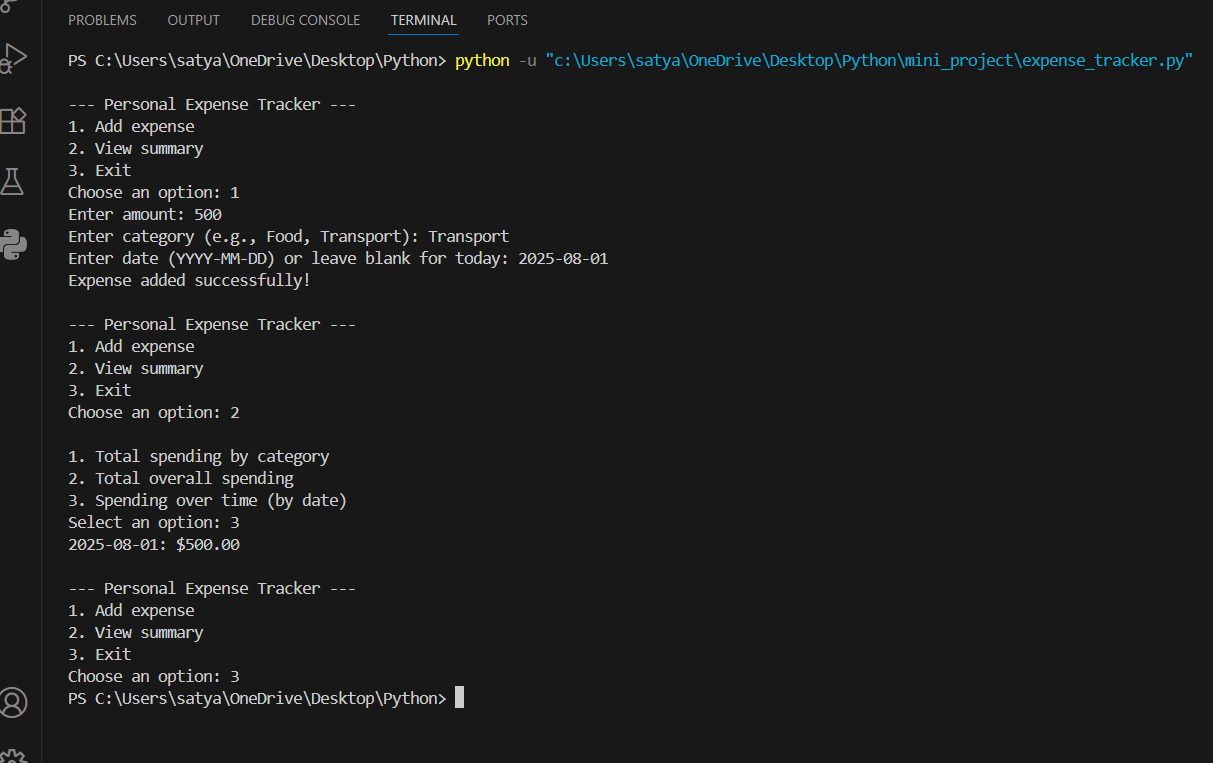 PROBLEMS OUTPUT DEBUG CONSOLE TERMINAL PORTS
PS C:\Users\satya\OneDrive\Desktop\Python> python -u "c:\Users\satya\OneDrive\Desktop\Python\mini_project\expense_tracker.py"
--- Personal Expense Tracker ---
1. Add expense
2. View summary
3. Exit
Choose an option: 1
Enter amount: 500
Enter category (e.g., Food, Transport): Transport
Enter date (YYYY-MM-DD) or leave blank for today: 2025-08-01
Expense added successfully!
--- Personal Expense Tracker ---
1. Add expense
2. View summary
3. Exit
Choose an option: 2
1. Total spending by category
2. Total overall spending
3. Spending over time (by date)
Select an option: 3
2025-08-01: $500.00
--- Personal Expense Tracker ---
1. Add expense
2. View summary
3. Exit
Choose an option: 3
PS C:\Users\satya\OneDrive\Desktop\Python>